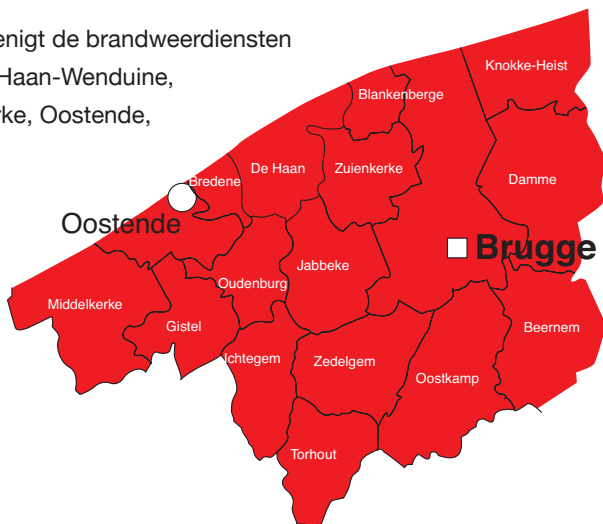 enigt de brandweerdiensten
Haan-Wenduine,
rke, Oostende,
Knokke-Heist
Blankenberge
De Haan
Zuienkerke
Bredene
Damme
Oostende
Brugge
Jabbeke
Oudenburg
Middelkerke
Gistel
Beernem
Ichtegem
Zedelgem
Oostkamp
Torhout